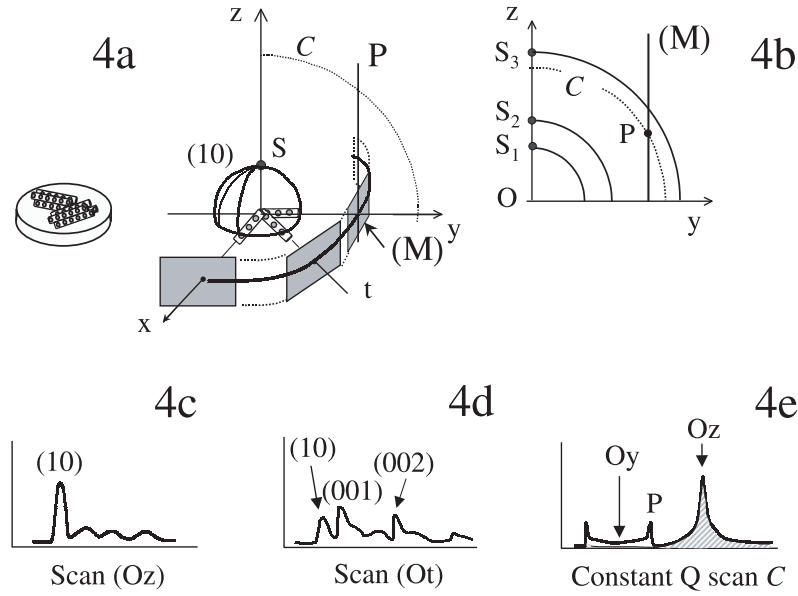 4a
z
C
P
(10)
S
y
(M)
t
x
4b
z
(M)
S3
C
S2
P
S1
O
y
4c
(10)
Scan (Oz)
4d
(10)
(001)
(002)
Scan (Ot)
4e
Oz
Oy
P
Constant Q scan C